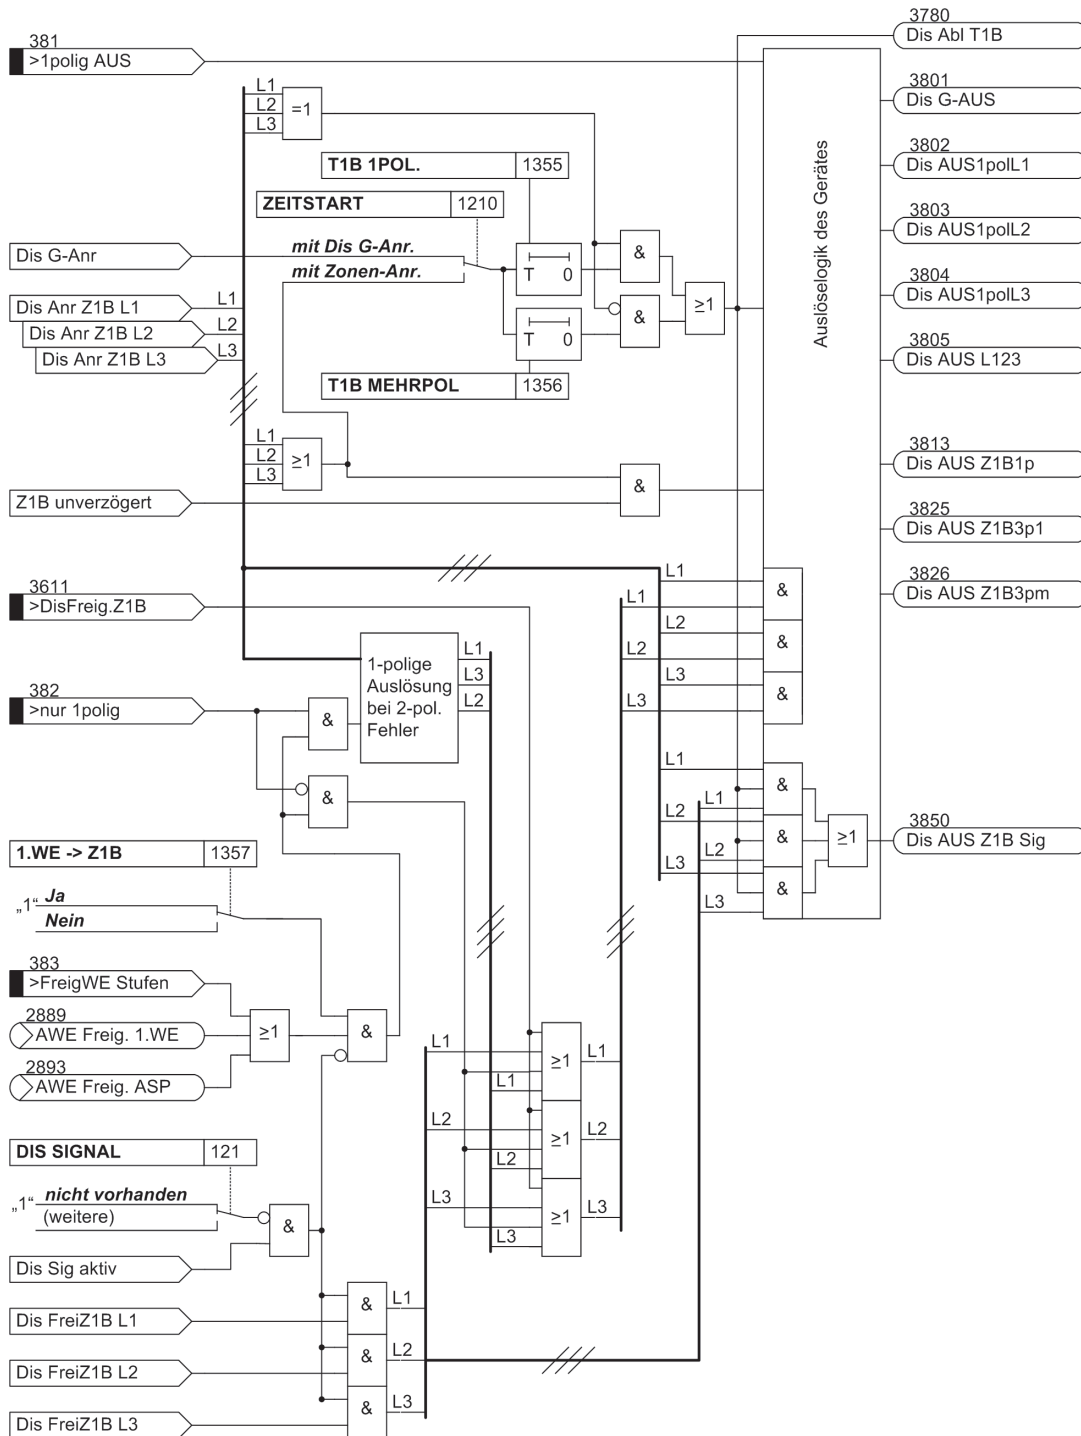 381
>1polig AUS
3780
Dis Abl T1B
3801
Dis G-AUS
3802
Dis AUS1polL1
3803
Dis AUS1polL2
3804
Dis AUS1polL3
3805
Dis AUS L123
3813
Dis AUS Z1B1p
3825
Dis AUS Z1B3p1
3826
Dis AUS Z1B3pm
3850
Dis AUS Z1B Sig
Auslöselogik des Gerätes
L1
L2
L3
=1
T1B 1POL. 1355
ZEITSTART 1210
Dis G-Anr
mit Dis G-Anr.
mit Zonen-Anr.
T 0
&
≥1
Dis Anr Z1B L1
L1
Dis Anr Z1B L2
L2
Dis Anr Z1B L3
L3
T 0
&
T1B MEHRPOL 1356
L1
L2
L3
≥1
Z1B unverzögert
&
3611
>DisFreig.Z1B
1-polige
Auslösung
bei 2-pol.
Fehler
L1
L3
L2
382
>nur 1polig
&
&
L1
L1
L2
L2
L3
L3
&
&
&
L1
L1
L2
L2
L3
L3
&
&
&
≥1
1.WE -> Z1B 1357
„1“
Ja
Nein
383
>FreigWE Stufen
2889
AWE Freig. 1.WE
2893
AWE Freig. ASP
≥1
&
L1
L1
≥1
L1
L2
L2
≥1
L2
L3
L3
≥1
L3
DIS SIGNAL 121
„1“
nicht vorhanden
(weitere)
&
Dis Sig aktiv
Dis FreiZ1B L1
&
L1
Dis FreiZ1B L2
&
L2
Dis FreiZ1B L3
&
L3